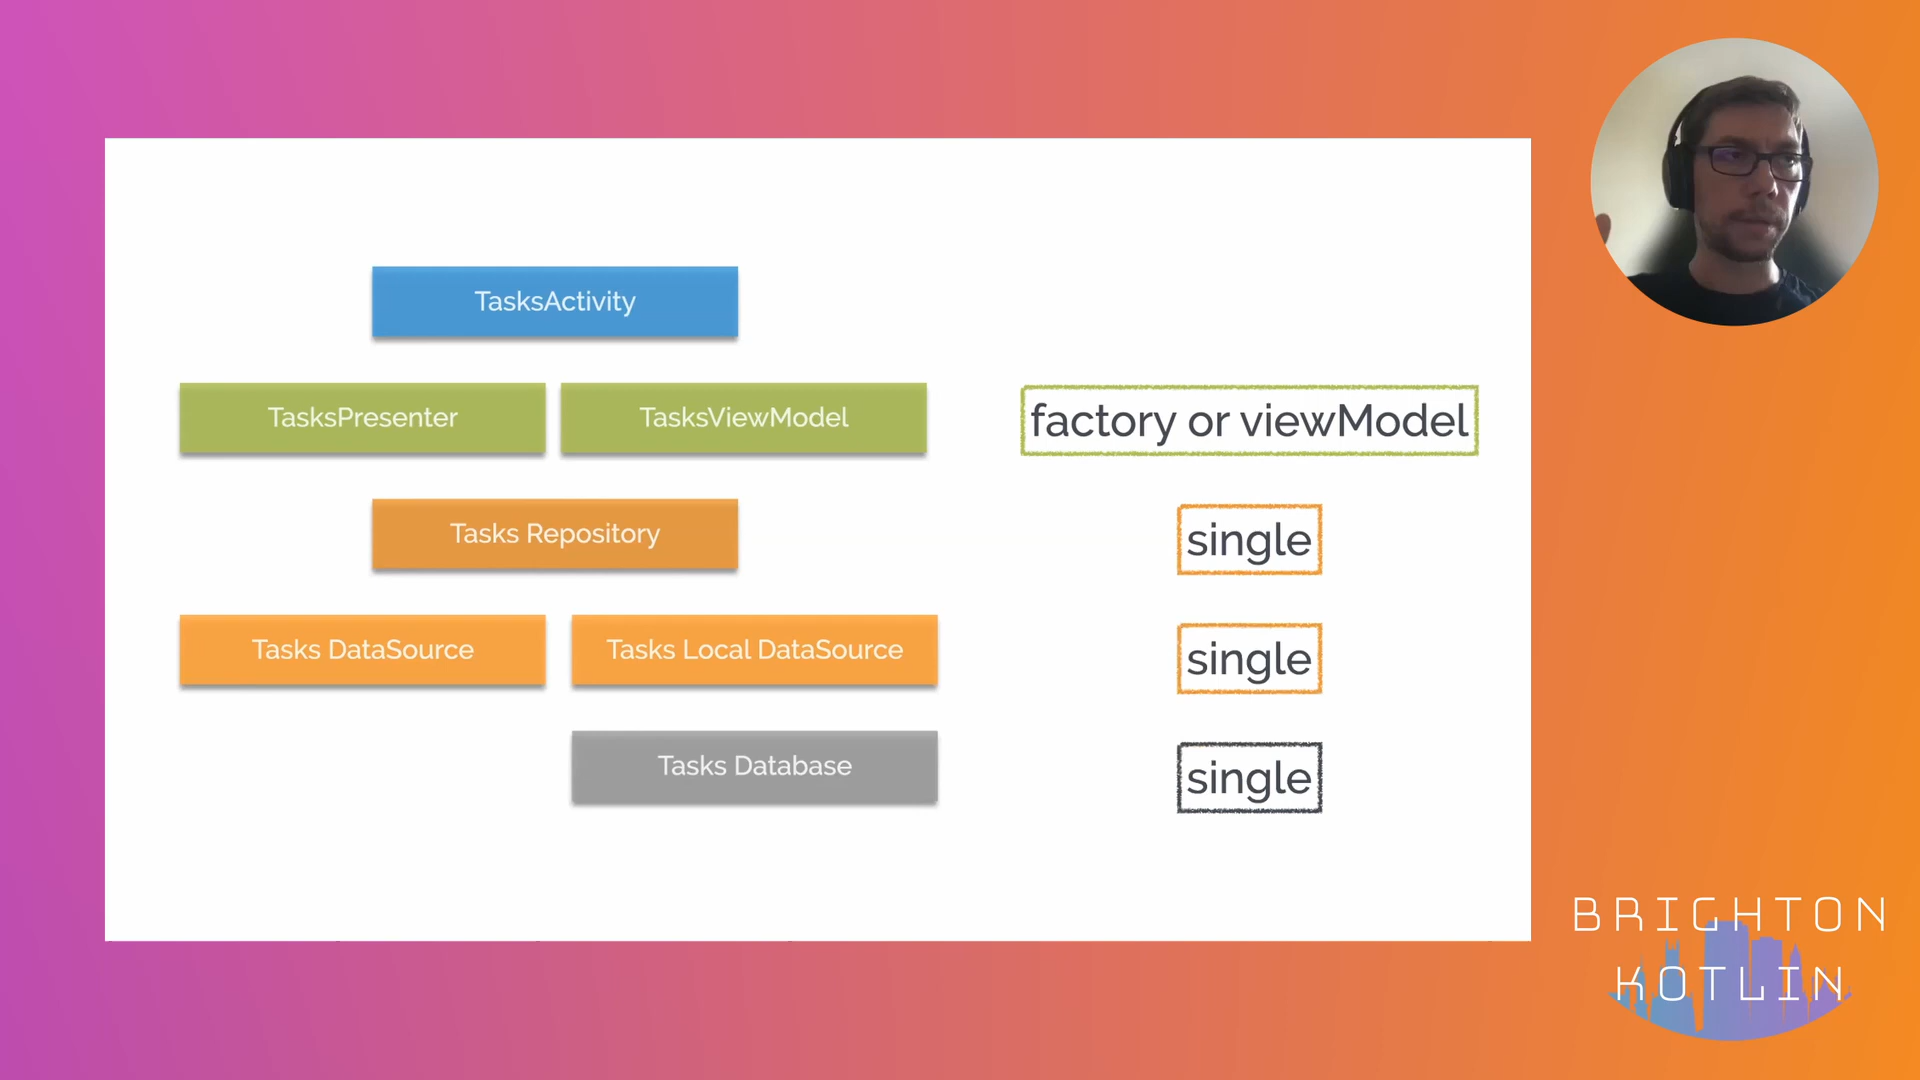 TasksActivity
TasksPresenter
TasksViewModel
factory or viewModel
Tasks Repository
single
Tasks DataSource
Tasks Local DataSource
single
Tasks Database
single
BRIGHTON
KOTLIN